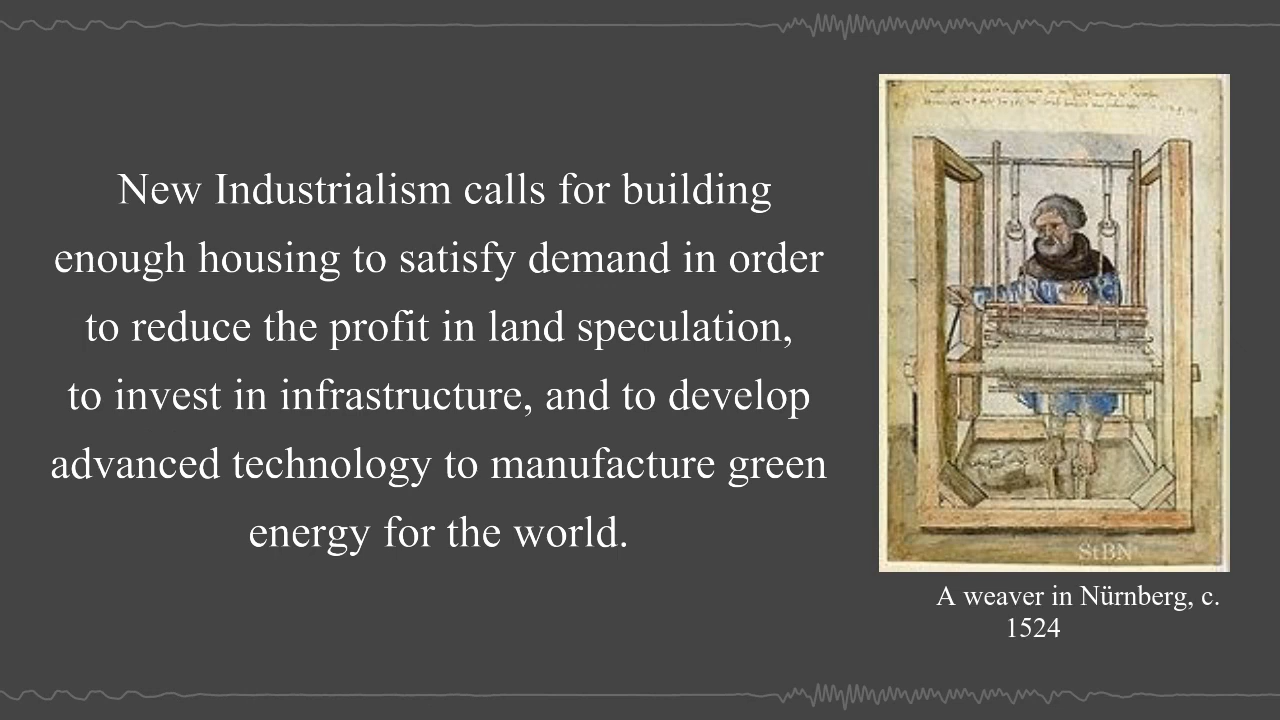 New Industrialism calls for building
enough housing to satisfy demand in order
to reduce the profit in land speculation,
to invest in infrastructure, and to develop
advanced technology to manufacture green
energy for the world.
StBN
A weaver in Nürnberg, c.
1524